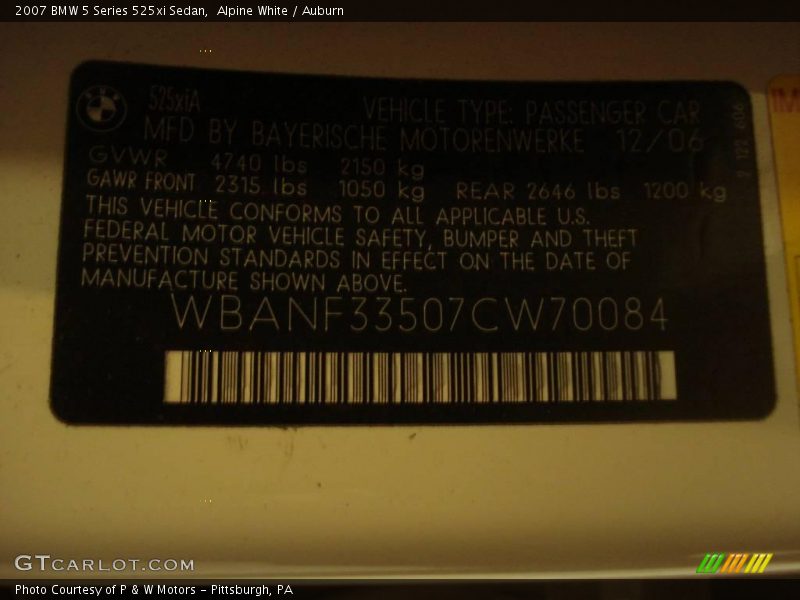 2007 BMW 5 Series 525xi Sedan,  Alpine White / Auburn
BMW
525xiA
VEHICLE TYPE: PASSENGER CAR
MFD BY BAYERISCHE MOTORENWERKE 12/06
GVWR 4740 lbs 2150 kg
GAWR FRONT 2315 lbs 1050 kg REAR 2646 lbs 1200 kg
THIS VEHICLE CONFORMS TO ALL APPLICABLE U.S.
FEDERAL MOTOR VEHICLE SAFETY, BUMPER AND THEFT
PREVENTION STANDARDS IN EFFECT ON THE DATE OF
MANUFACTURE SHOWN ABOVE.
WBANF33507CW70084
GTCARLOT.COM
Photo Courtesy of P & W Motors - Pittsburgh, PA